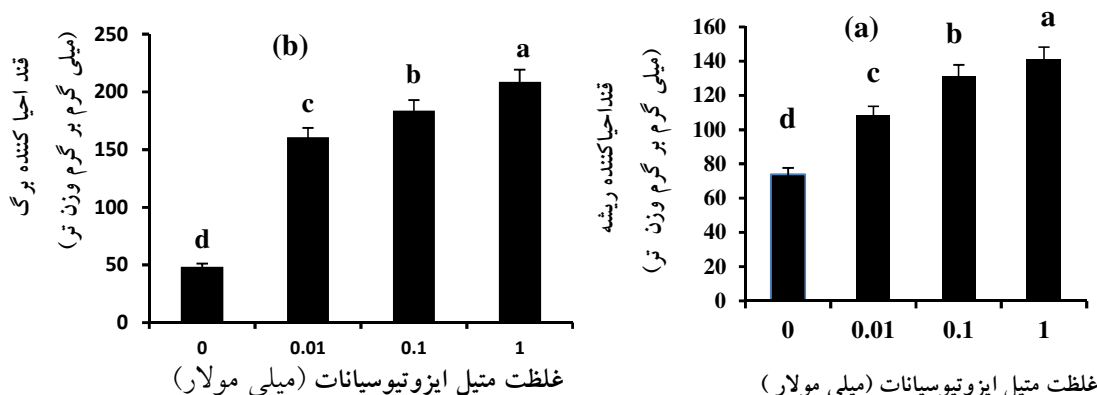 قند احیا کننده برگ
(میلی گرم بر گرم وزن تر)
(b)
250
200
150
100
50
0
d
c
b
a
0 0.01 0.1 1
غلظت متیل ایزوتیوسیانات (میلی مولار)
قنداحیاکننده ریشه
(میلی گرم بر گرم وزن تر)
(a)
160
140
120
100
80
60
40
20
0
d
c
b
a
0 0.01 0.1 1
غلظت متیل ایزوتیوسیانات (میلی مولار)